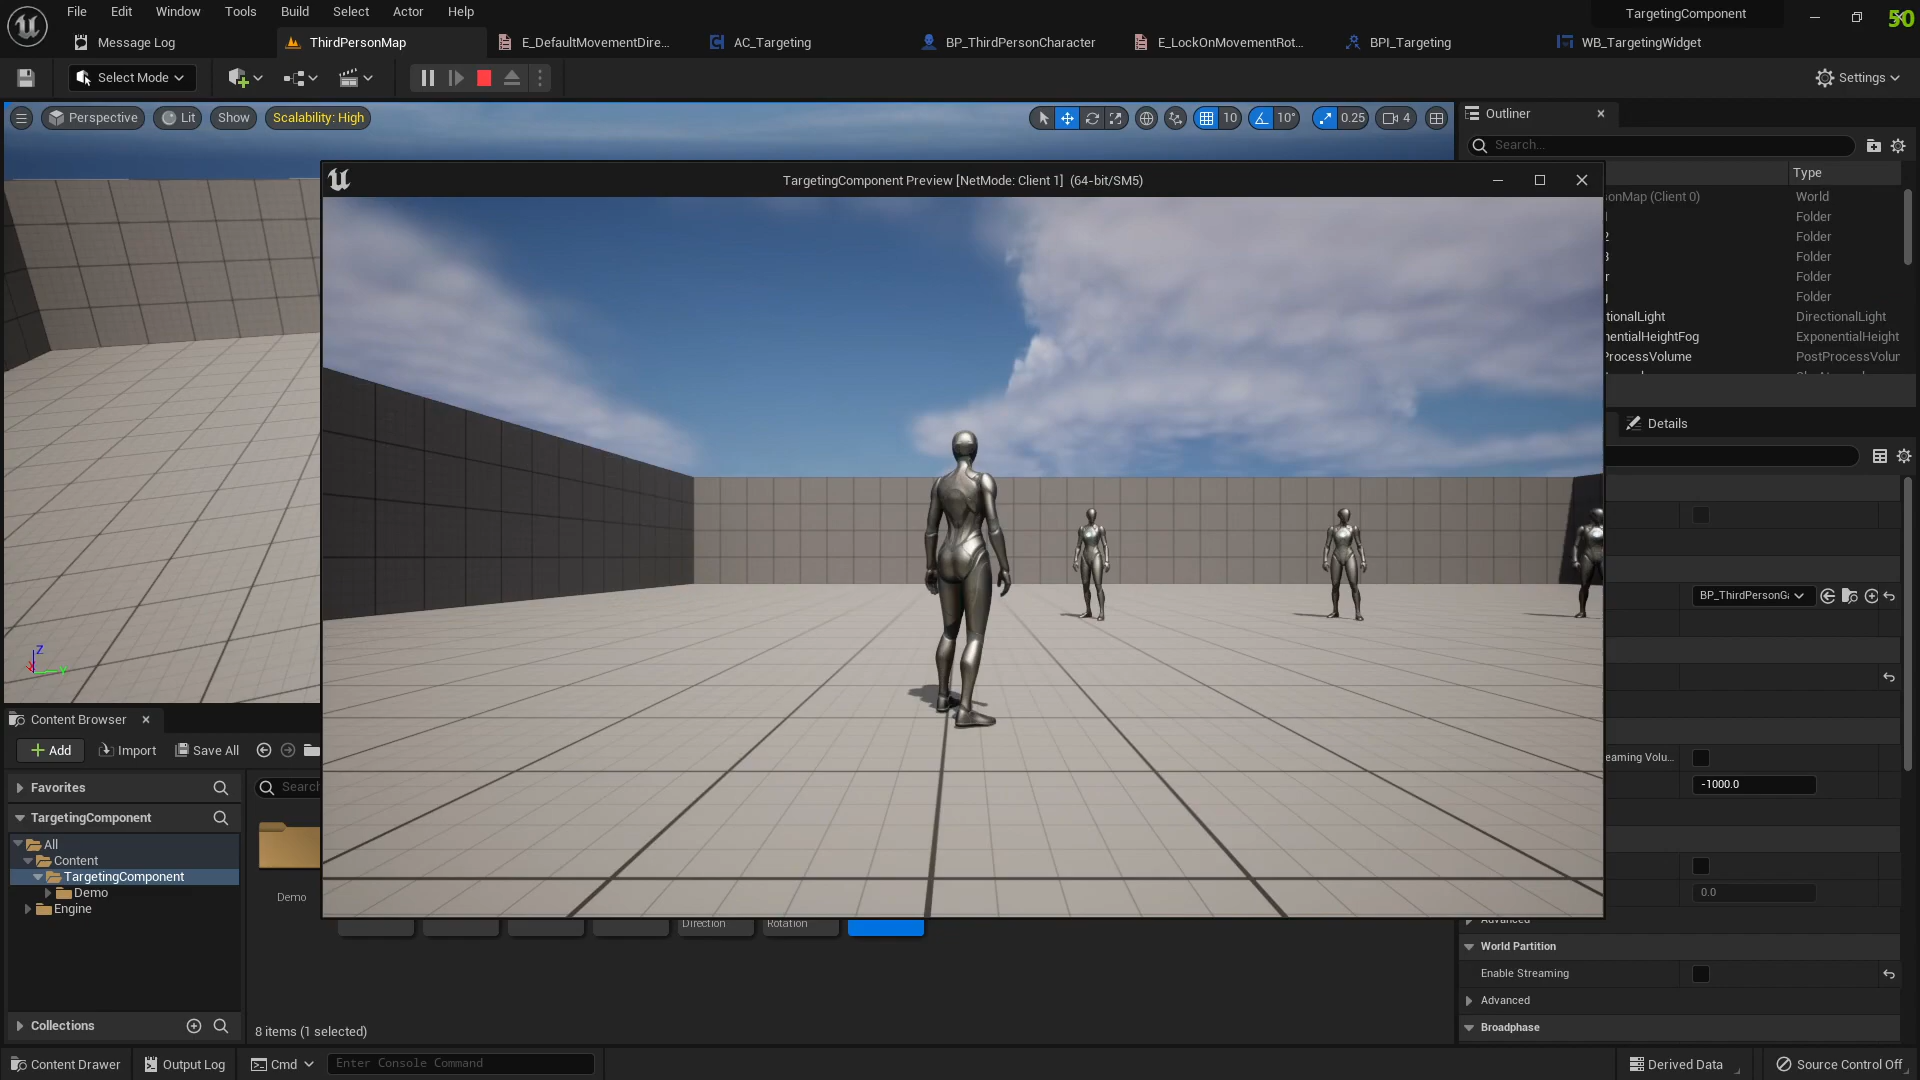 File Edit Window Tools Build Select Actor Help
TargetingComponent
50
Message Log
ThirdPersonMap
E_DefaultMovementDire...
AC_Targeting
BP_ThirdPersonCharacter
E_LockOnMovementRot...
BPI_Targeting
WB_TargetingWidget
Select Mode
Settings
Perspective
Lit
Show
Scalability: High
10
10°
0.25
4
Outliner
Search...
Type
TargetingComponent Preview [NetMode: Client 1] (64-bit/SM5)
onMap (Client 0) World
Folder
Folder
Folder
Folder
Folder
tionalLight DirectionalLight
nentialHeightFog ExponentialHeight
ProcessVolume PostProcessVolur
Details
BP_ThirdPersonGa
eaming Volu...
-1000.0
0.0
Advanced
World Partition
Enable Streaming
Advanced
Broadphase
X
Y
Z
Content Browser
Add
Import
Save All
Favorites
Search
TargetingComponent
All
Content
TargetingComponent
Demo
Engine
Demo
Direction
Rotation
Collections
8 items (1 selected)
Content Drawer
Output Log
Cmd
Enter Console Command
Derived Data
Source Control Off